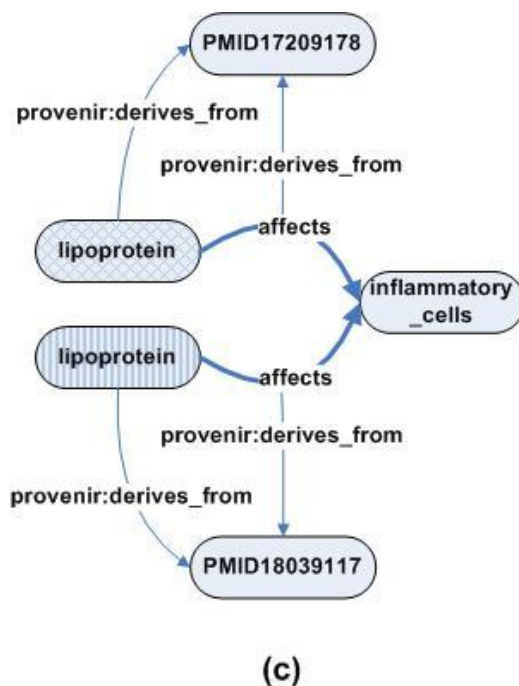 PMID17209178
provenir:derives_from
provenir:derives_from
affects
lipoprotein
inflammatory
_cells
lipoprotein
affects
provenir:derives_from
provenir:derives_from
PMID18039117
(c)